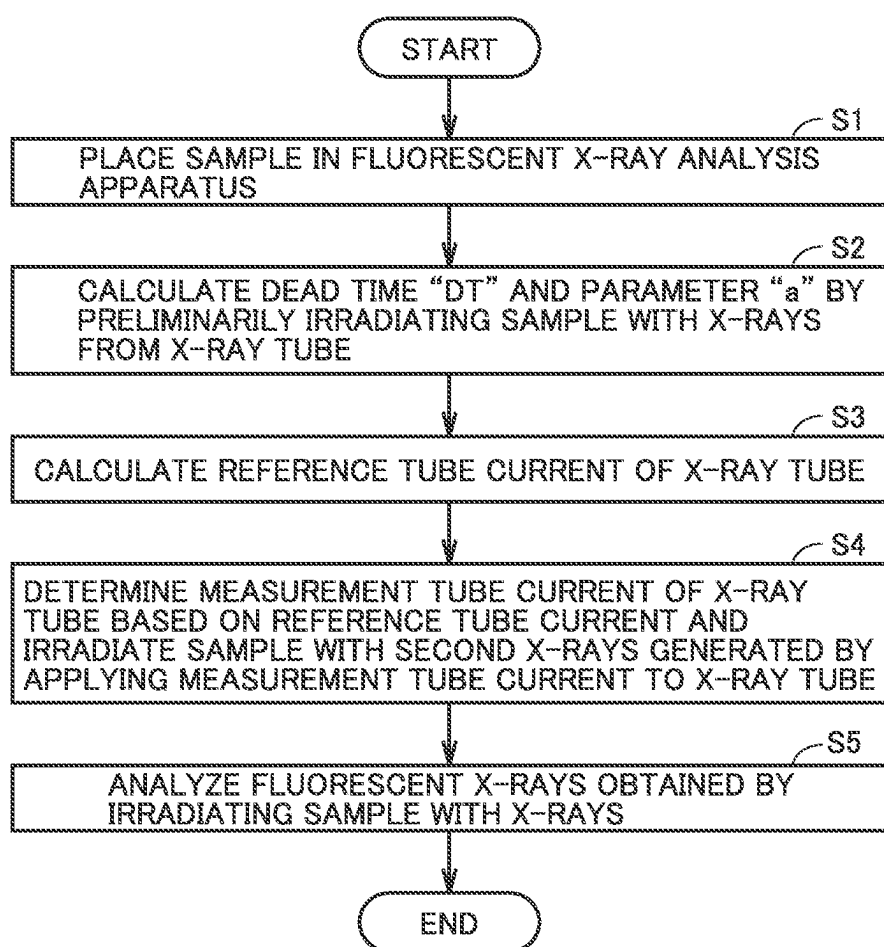 START
S1
PLACE SAMPLE IN FLUORESCENT X-RAY ANALYSIS
APPARATUS
S2
CALCULATE DEAD TIME “DT” AND PARAMETER “a” BY
PRELIMINARILY IRRADIATING SAMPLE WITH X-RAYS
FROM X-RAY TUBE
S3
CALCULATE REFERENCE TUBE CURRENT OF X-RAY TUBE
S4
DETERMINE MEASUREMENT TUBE CURRENT OF X-RAY
TUBE BASED ON REFERENCE TUBE CURRENT AND
IRRADIATE SAMPLE WITH SECOND X-RAYS GENERATED BY
APPLYING MEASUREMENT TUBE CURRENT TO X-RAY TUBE
S5
ANALYZE FLUORESCENT X-RAYS OBTAINED BY
IRRADIATING SAMPLE WITH X-RAYS
END